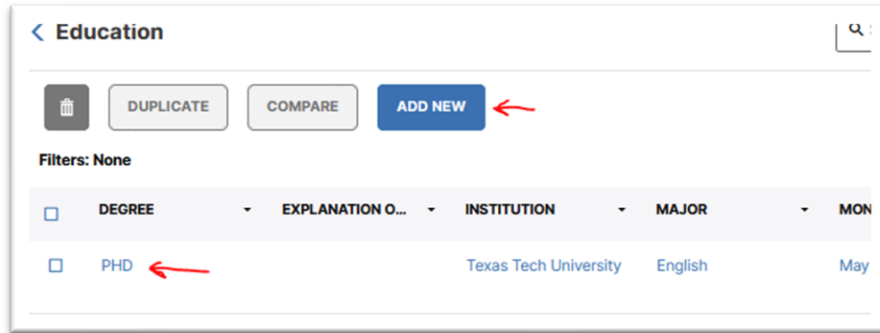 Education
DUPLICATE COMPARE ADD NEW
Filters: None
DEGREE EXPLANATION O... INSTITUTION MAJOR MON
PHD Texas Tech University English May